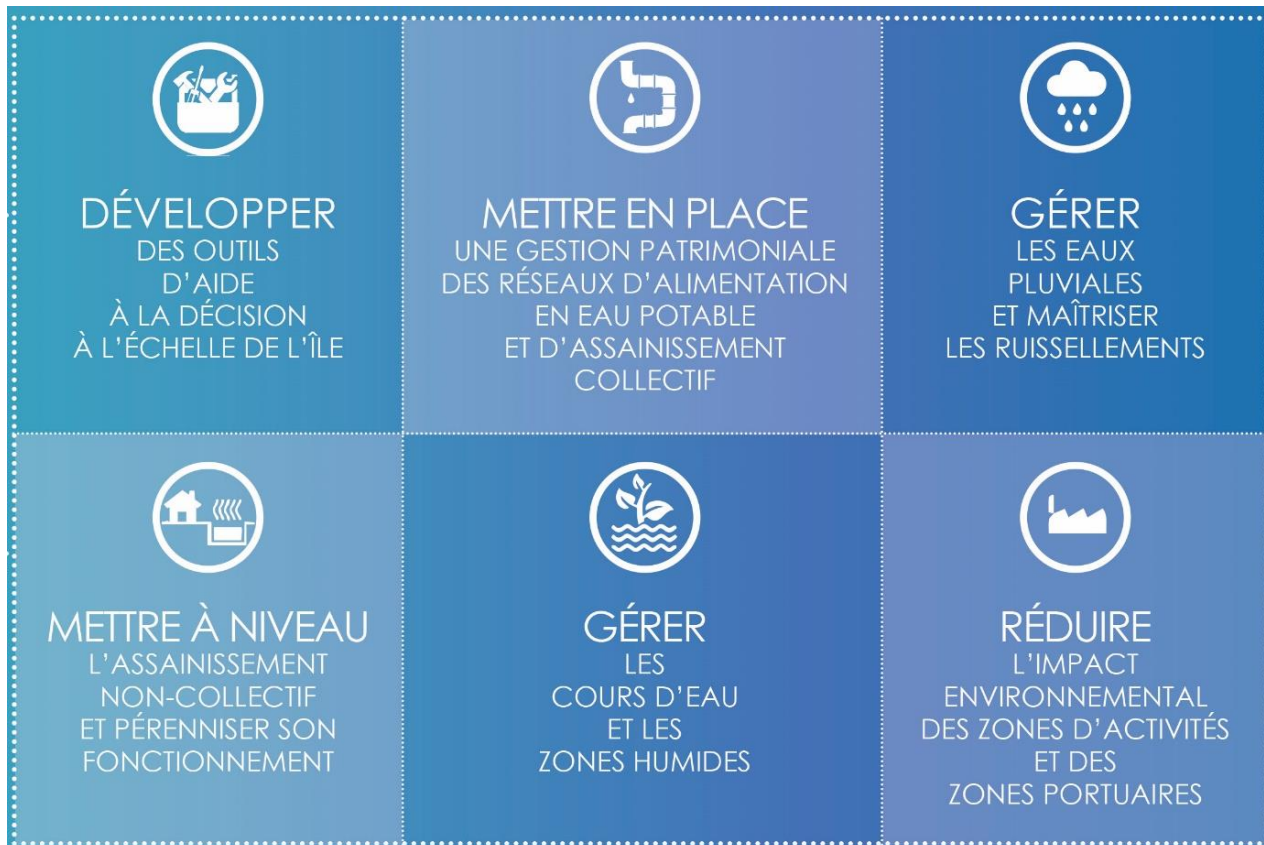 DÉVELOPPER
DES OUTILS
D'AIDE
À LA DÉCISION
À L'ÉCHELLE DE L'ÎLE
METTRE EN PLACE
UNE GESTION PATRIMONIALE
DES RÉSEAUX D'ALIMENTATION
EN EAU POTABLE
ET D'ASSAINISSEMENT
COLLECTIF
GÉRER
LES EAUX
PLUVIALES
ET MAÎTRISER
LES RUISSELLEMENTS
METTRE À NIVEAU
L'ASSAINISSEMENT
NON-COLLECTIF
ET PÉRENNISER SON
FONCTIONNEMENT
GÉRER
LES
COURS D'EAU
ET LES
ZONES HUMIDES
RÉDUIRE
L'IMPACT
ENVIRONNEMENTAL
DES ZONES D'ACTIVITÉS
ET DES
ZONES PORTUAIRES